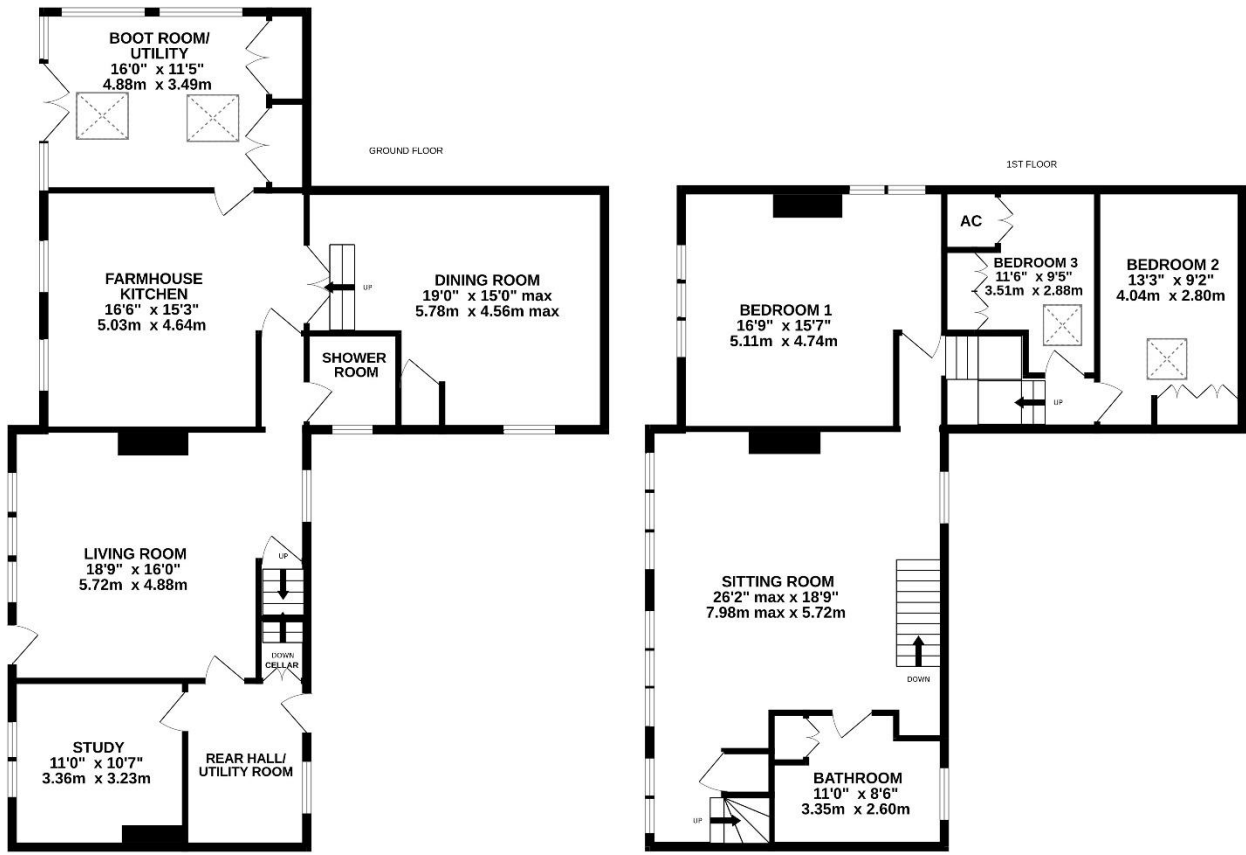 GROUND FLOOR
BOOT ROOM/
UTILITY
16'0" x 11'5"
4.88m x 3.49m
FARMHOUSE
KITCHEN
16'6" x 15'3"
5.03m x 4.64m
UP
DINING ROOM
19'0" x 15'0" max
5.78m x 4.56m max
SHOWER
ROOM
LIVING ROOM
18'9" x 16'0"
5.72m x 4.88m
UP
DOWN
CELLAR
STUDY
11'0" x 10'7"
3.36m x 3.23m
REAR HALL/
UTILITY ROOM
1ST FLOOR
BEDROOM 1
16'9" x 15'7"
5.11m x 4.74m
AC
BEDROOM 3
11'6" x 9'5"
3.51m x 2.88m
BEDROOM 2
13'3" x 9'2"
4.04m x 2.80m
UP
SITTING ROOM
26'2" max x 18'9"
7.98m max x 5.72m
DOWN
BATHROOM
11'0" x 8'6"
3.35m x 2.60m
UP